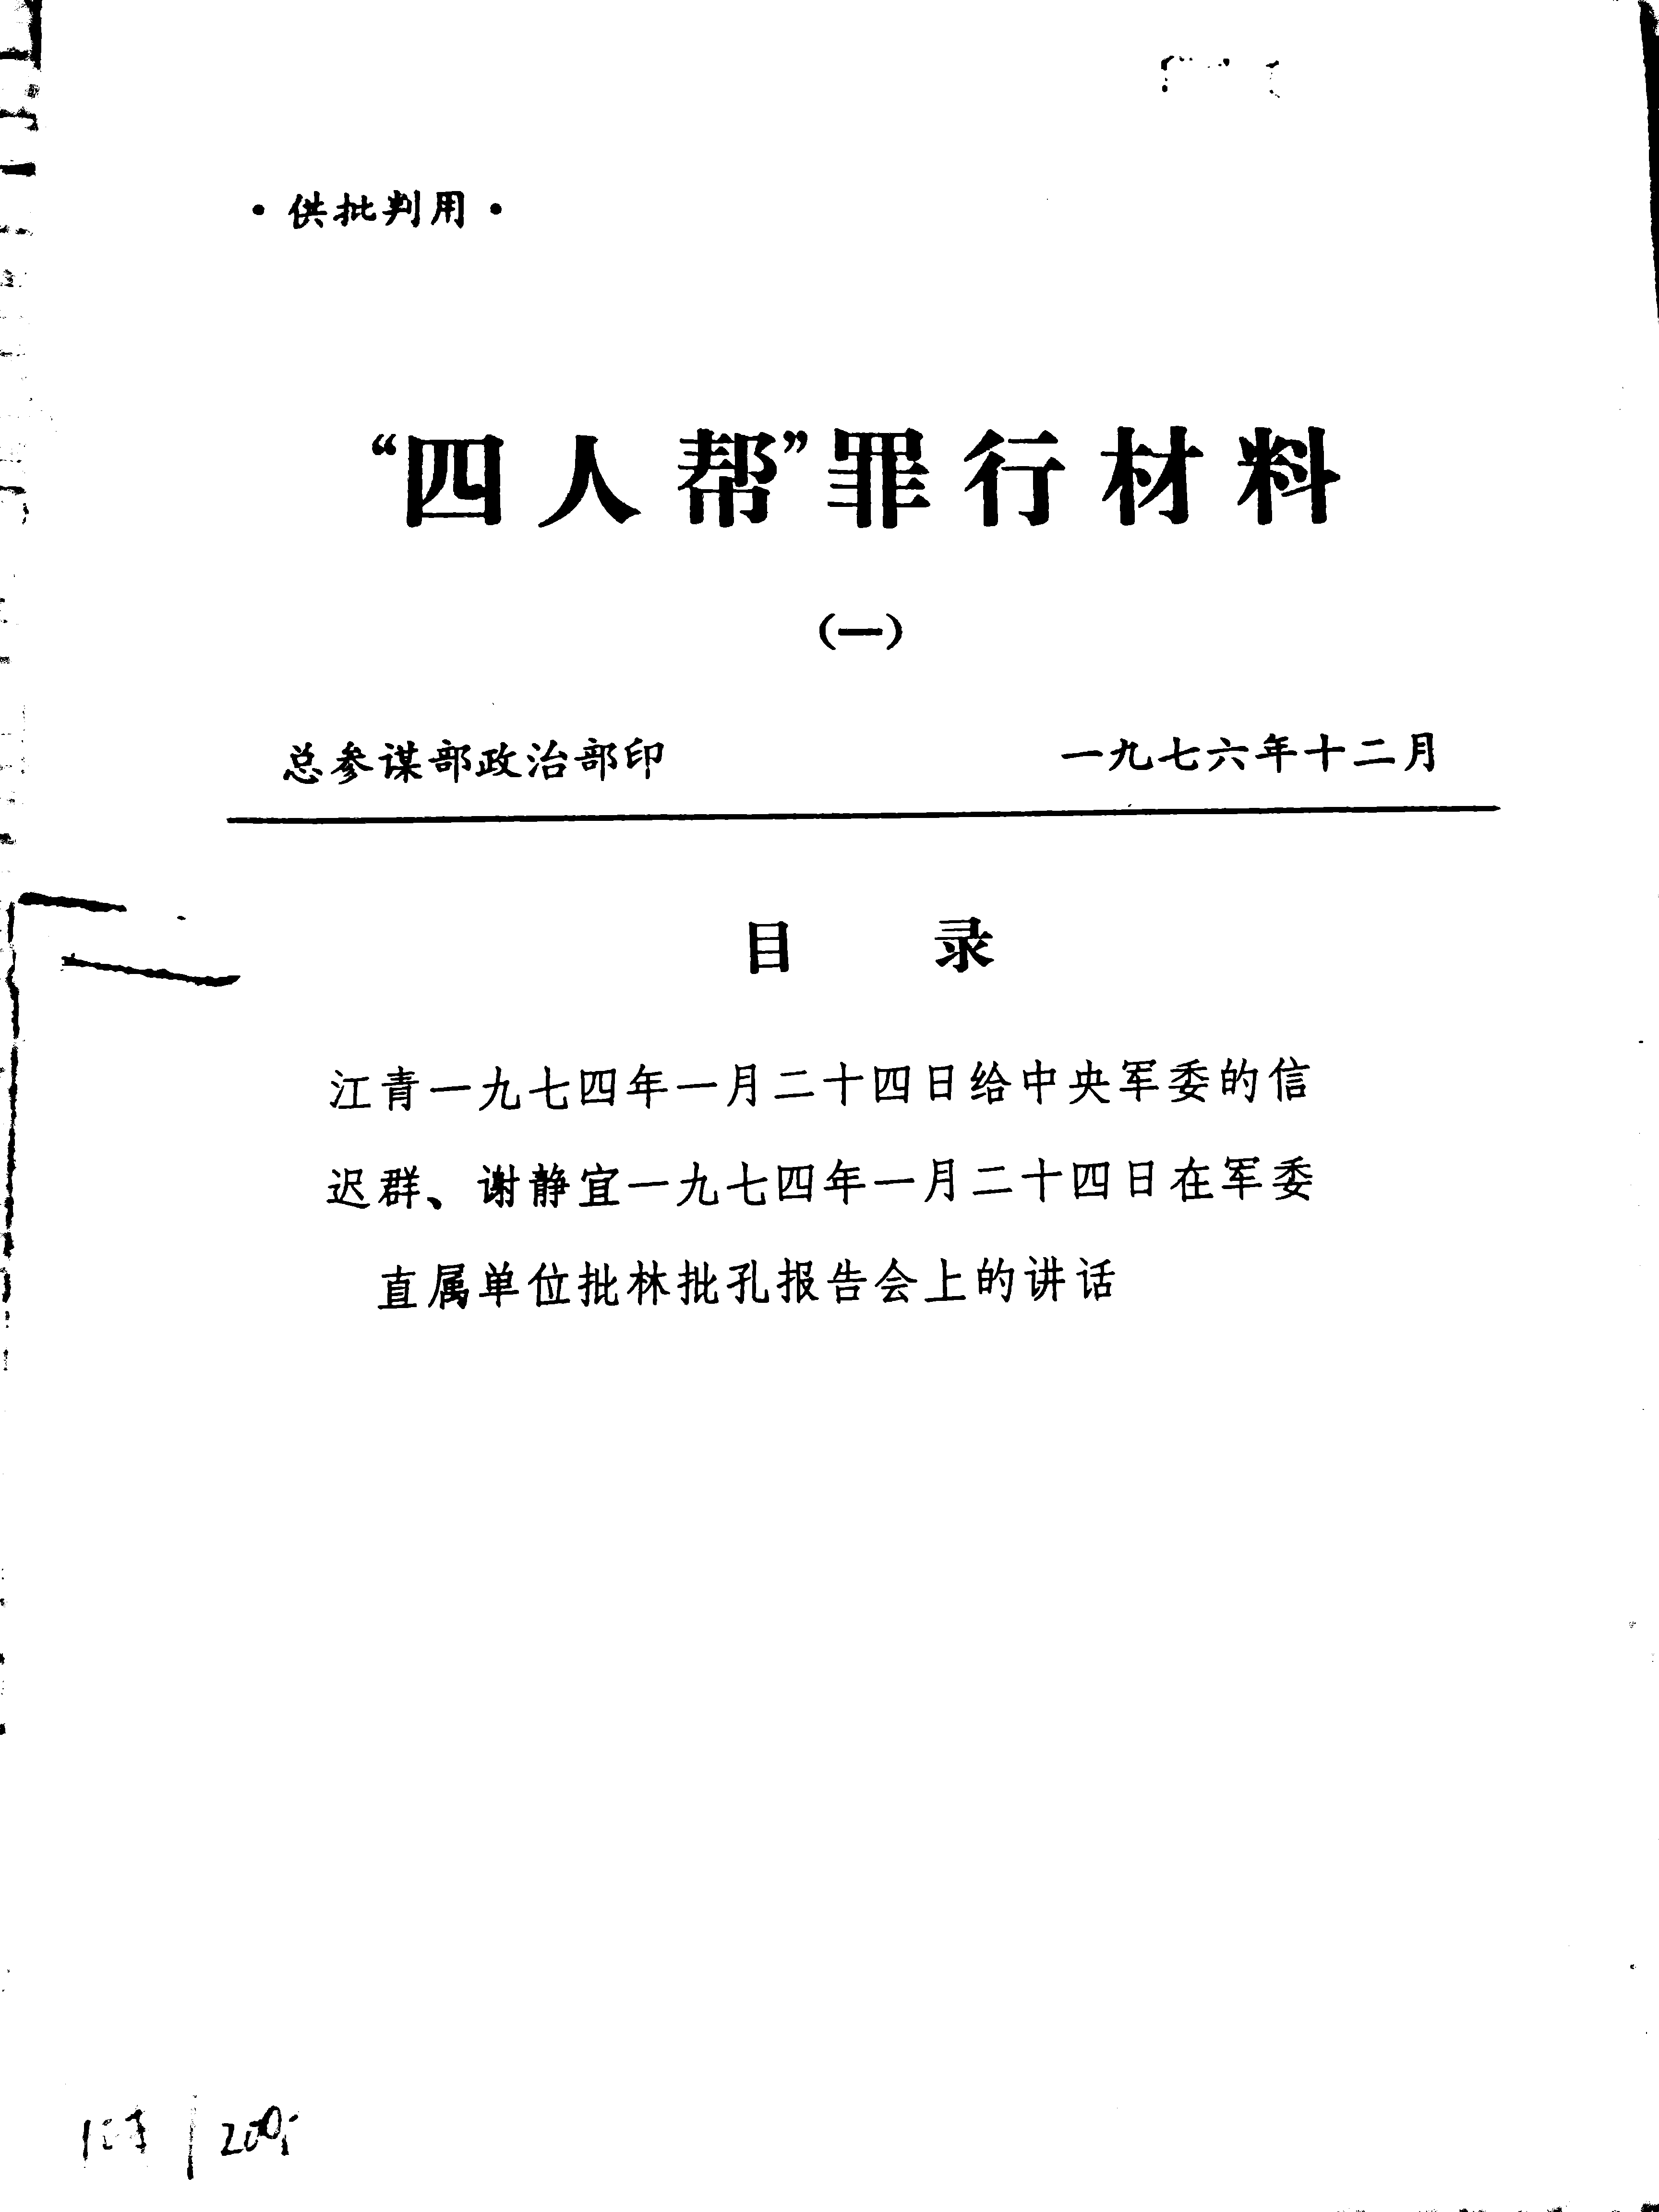 ·供批判用·
“四人帮”罪行材料
(一)
总参谋部政治部印 一九七六年十二月
目 录
江青一九七四年一月二十四日给中央军委的信
迟群、谢静宜一九七四年一月二十四日在军委
直属单位批林批孔报告会上的讲话